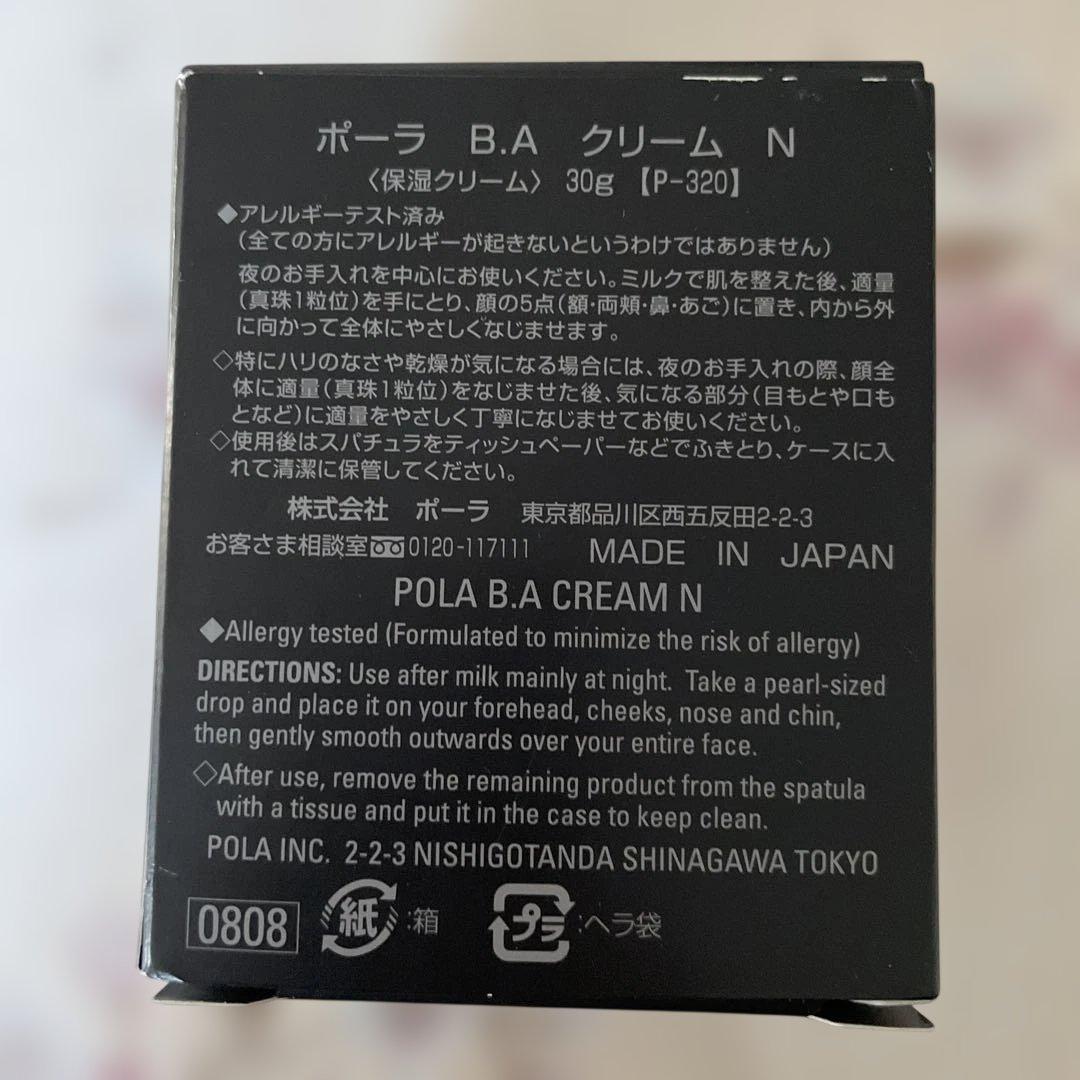 ポーラ B.A クリーム N
〈保湿クリーム〉 30g 【P-320】
◆アレルギーテスト済み
(全ての方にアレルギーが起きないというわけではありません)
夜のお手入れを中心にお使いください。ミルクで肌を整えた後、適量
(真珠1粒位)を手にとり、顔の5点(額・両頬・鼻・あご)に置き、内から外
に向かって全体にやさしくなじませます。
◇特にハリのなさや乾燥が気になる場合には、夜のお手入れの際、顔全
体に適量(真珠1粒位)をなじませた後、気になる部分(目もとや口も
となど)に適量をやさしく丁寧になじませてお使いください。
◇使用後はスパチュラをティッシュペーパーなどでふきとり、ケースに入
れて清潔に保管してください。
株式会社 ポーラ 東京都品川区西五反田2-2-3
お客さま相談室 0120-117111 MADE IN JAPAN
POLA B.A CREAM N
◆Allergy tested (Formulated to minimize the risk of allergy)
DIRECTIONS: Use after milk mainly at night. Take a pearl-sized
drop and place it on your forehead, cheeks, nose and chin,
then gently smooth outwards over your entire face.
◇After use, remove the remaining product from the spatula
with a tissue and put it in the case to keep clean.
POLA INC. 2-2-3 NISHIGOTANDA SHINAGAWA TOKYO
0808 紙:箱 プラ:ヘラ袋